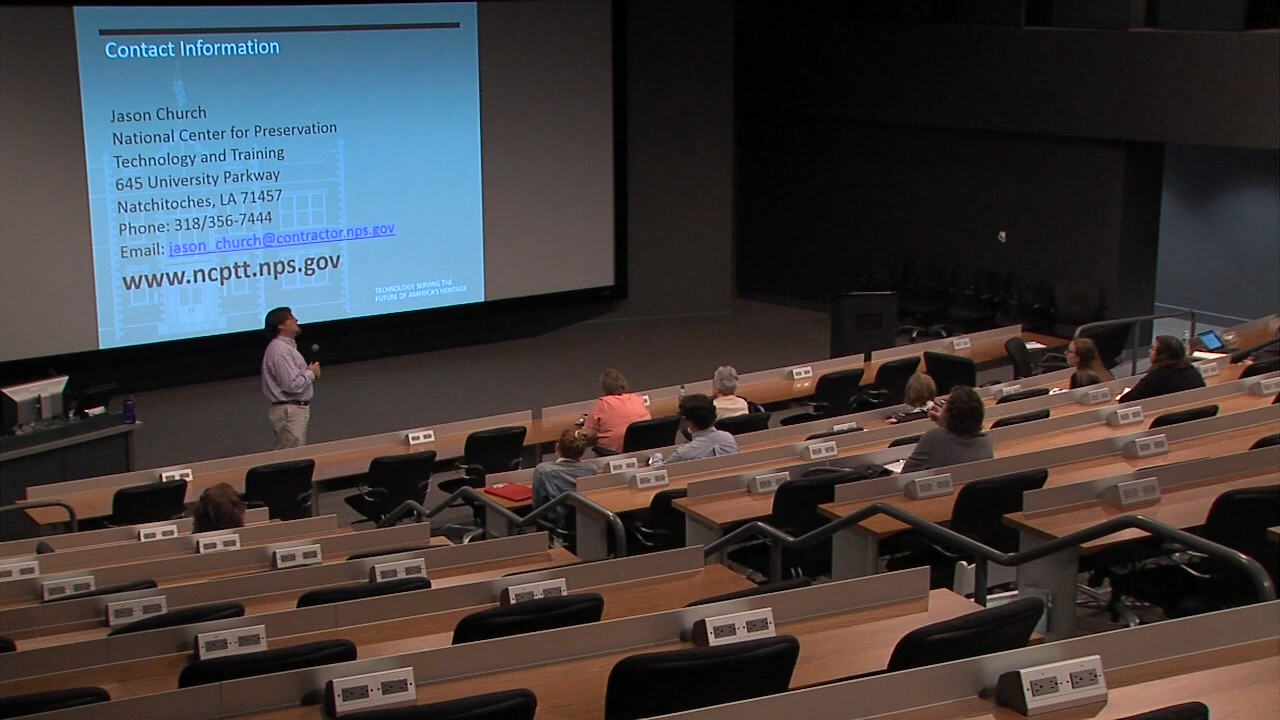 Contact Information
Jason Church
National Center for Preservation
Technology and Training
645 University Parkway
Natchitoches, LA 71457
Phone: 318/356-7444
Email: jason_church@contractor.nps.gov
www.ncptt.nps.gov
TECHNOLOGY SERVING THE
FUTURE OF AMERICA'S HERITAGE